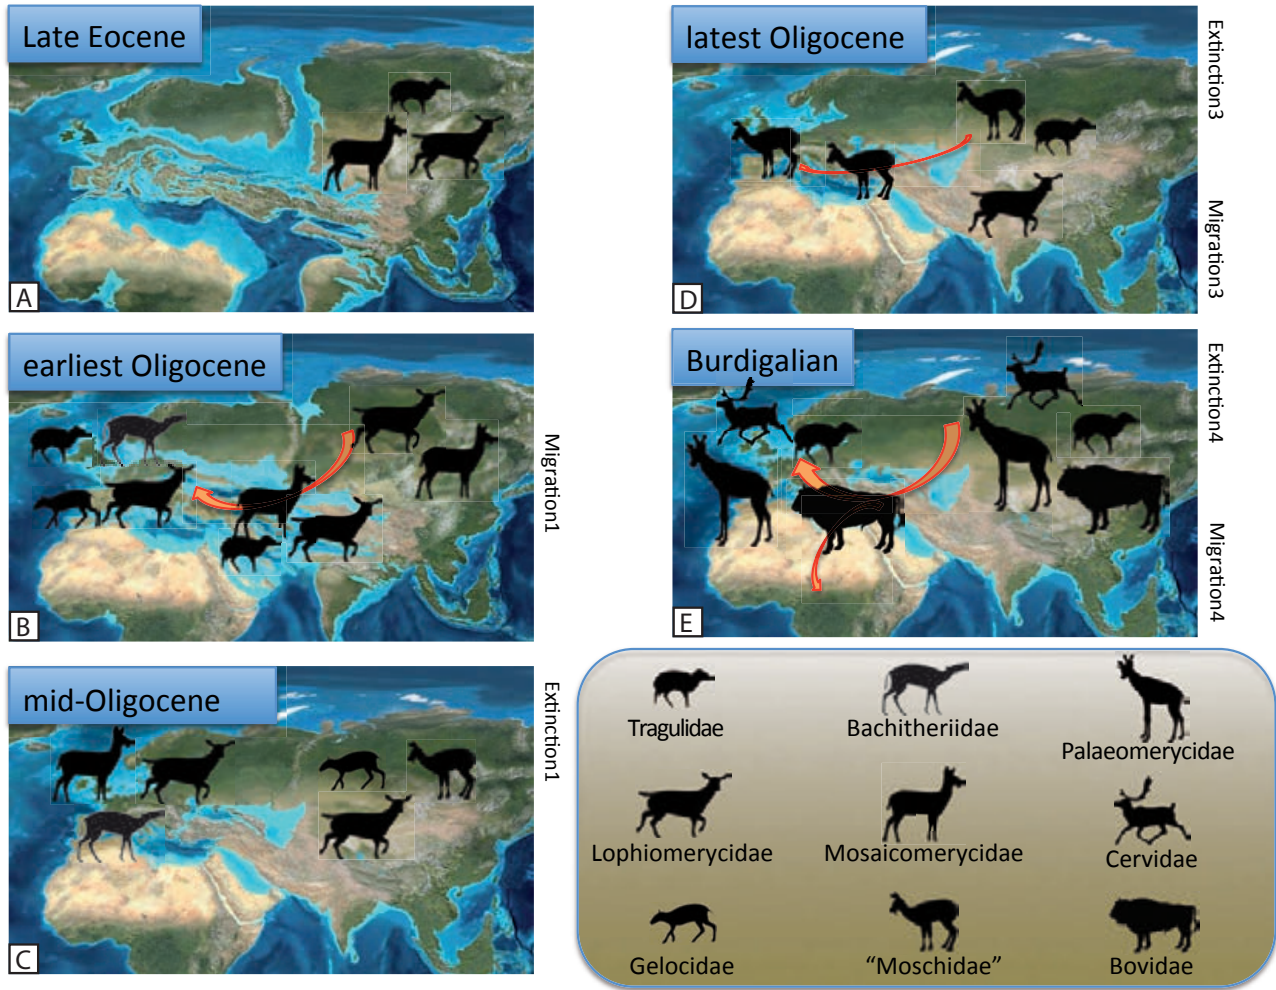 Late Eocene
A
earliest Oligocene
B
Migration1
mid-Oligocene
C
Extinction1
latest Oligocene
D
Extinction3
Migration3
Burdigalian
E
Extinction4
Migration4
Tragulidae
Bachitheriidae
Palaeomerycidae
Lophiomerycidae
Mosaicomerycidae
Cervidae
Gelocidae
“Moschidae”
Bovidae